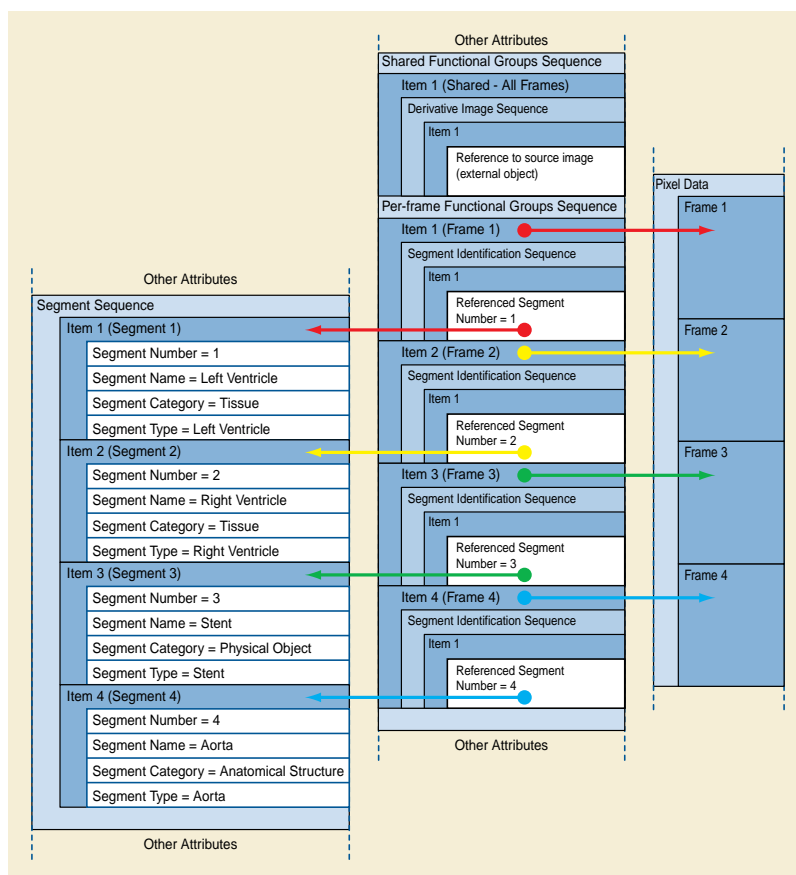 Other Attributes
Segment Sequence
Item 1 (Segment 1)
Segment Number = 1
Segment Name = Left Ventricle
Segment Category = Tissue
Segment Type = Left Ventricle
Item 2 (Segment 2)
Segment Number = 2
Segment Name = Right Ventricle
Segment Category = Tissue
Segment Type = Right Ventricle
Item 3 (Segment 3)
Segment Number = 3
Segment Name = Stent
Segment Category = Physical Object
Segment Type = Stent
Item 4 (Segment 4)
Segment Number = 4
Segment Name = Aorta
Segment Category = Anatomical Structure
Segment Type = Aorta
Other Attributes
Other Attributes
Shared Functional Groups Sequence
Item 1 (Shared - All Frames)
Derivative Image Sequence
Item 1
Reference to source image
(external object)
Per-frame Functional Groups Sequence
Item 1 (Frame 1)
Segment Identification Sequence
Item 1
Referenced Segment
Number = 1
Item 2 (Frame 2)
Segment Identification Sequence
Item 1
Referenced Segment
Number = 2
Item 3 (Frame 3)
Segment Identification Sequence
Item 1
Referenced Segment
Number = 3
Item 4 (Frame 4)
Segment Identification Sequence
Item 1
Referenced Segment
Number = 4
Other Attributes
Pixel Data
Frame 1
Frame 2
Frame 3
Frame 4